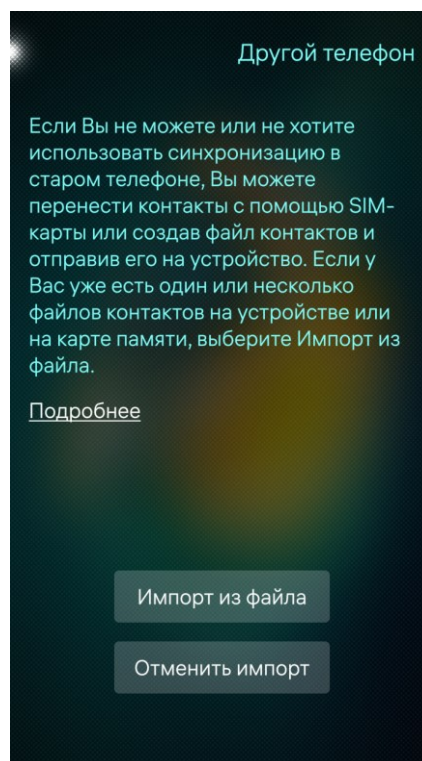 Другой телефон
Если Вы не можете или не хотите
использовать синхронизацию в
старом телефоне, Вы можете
перенести контакты с помощью SIM-
карты или создав файл контактов и
отправив его на устройство. Если у
Вас уже есть один или несколько
файлов контактов на устройстве или
на карте памяти, выберите Импорт из
файла.
Подробнее
Импорт из файла
Отменить импорт